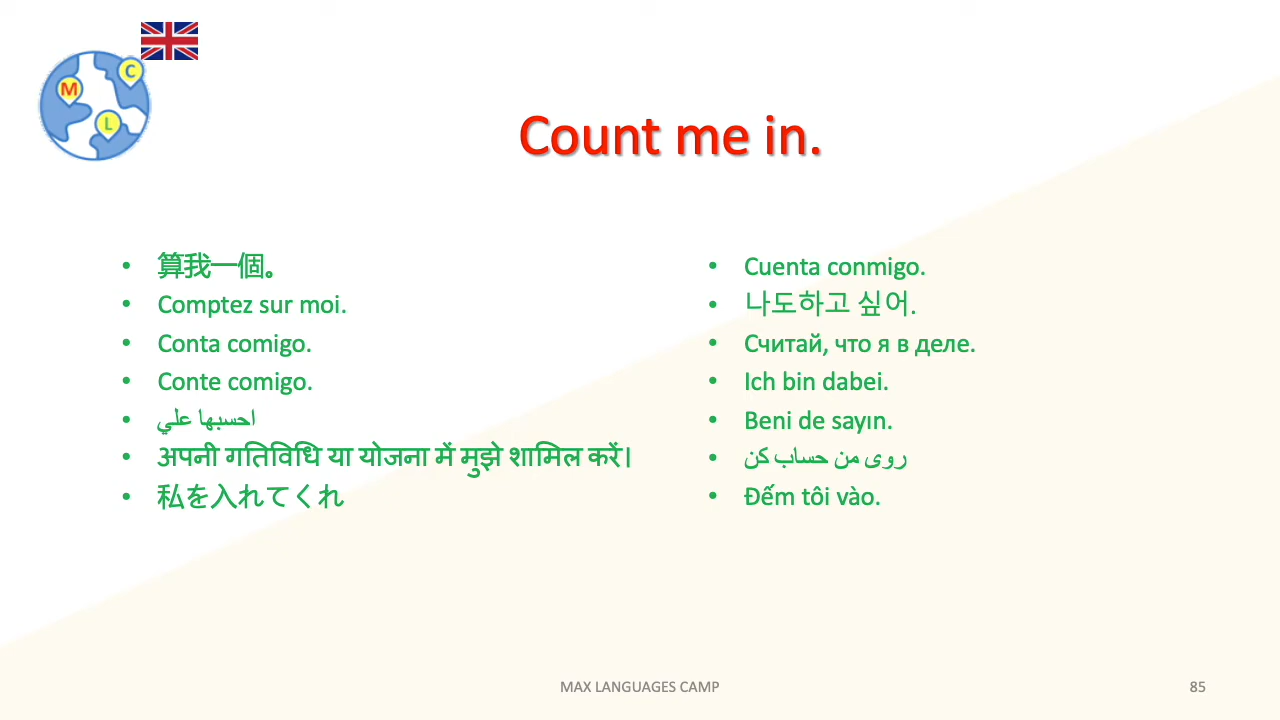 C
M
L
Count me in.
算我一個。
Comptez sur moi.
Conta comigo.
Conte comigo.
احسبها علي
अपनी गतिविधि या योजना में मुझे शामिल करें।
私を入れてくれ
Cuenta conmigo.
나도하고 싶어.
Считай, что я в деле.
Ich bin dabei.
Beni de sayın.
روی من حساب کن
Đếm tôi vào.
MAX LANGUAGES CAMP
85